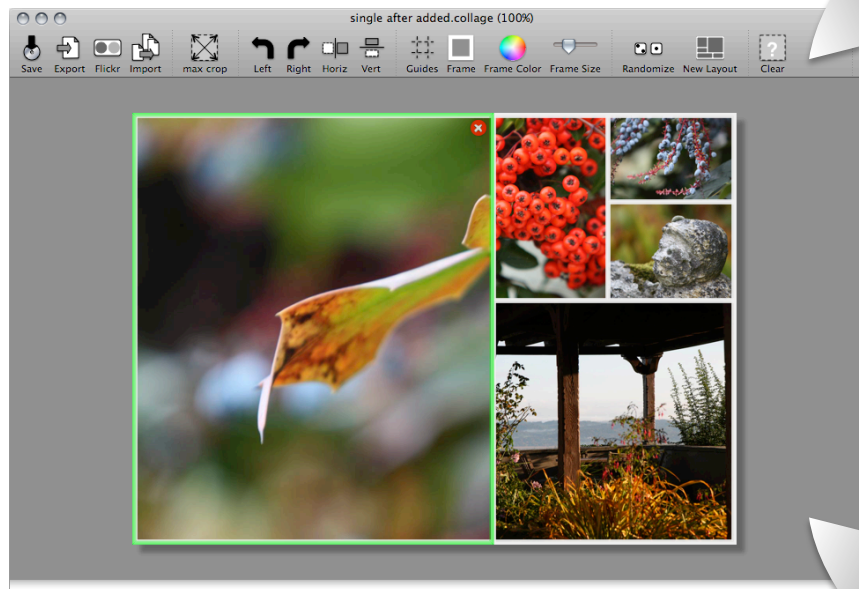 single after added.collage (100%)
Save Export Flickr Import max crop Left Right Horiz Vert Guides Frame Frame Color Frame Size Randomize New Layout Clear